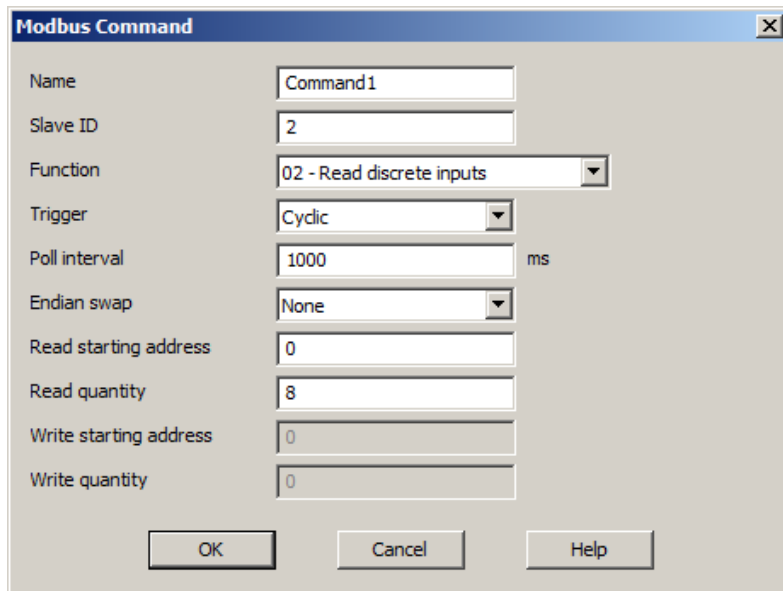 Modbus Command
Name Command1
Slave ID 2
Function 02 - Read discrete inputs
Trigger Cyclic
Poll interval 1000 ms
Endian swap None
Read starting address 0
Read quantity 8
Write starting address 0
Write quantity 0
OK Cancel Help